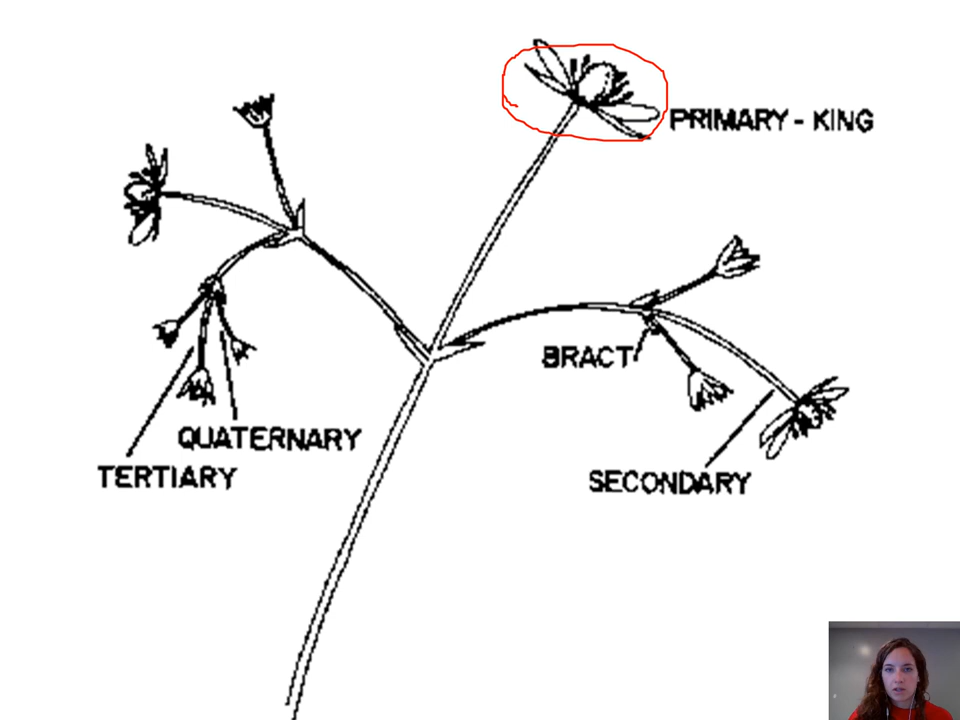 PRIMARY - KING
BRACT
QUATERNARY
TERTIARY
SECONDARY